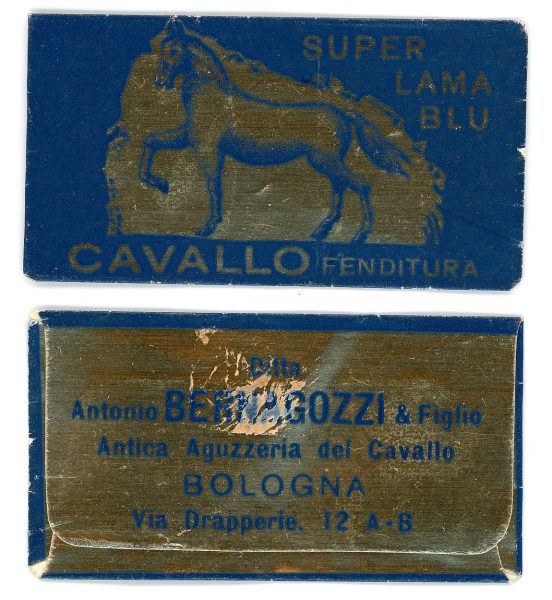 SUPER
LAMA
BLU
CAVALLO FENDITURA
Ditta
Antonio BERNAGOZZI & Figlio
Antica Aguzzeria del Cavallo
BOLOGNA
Via Drapperie, 12 A-B